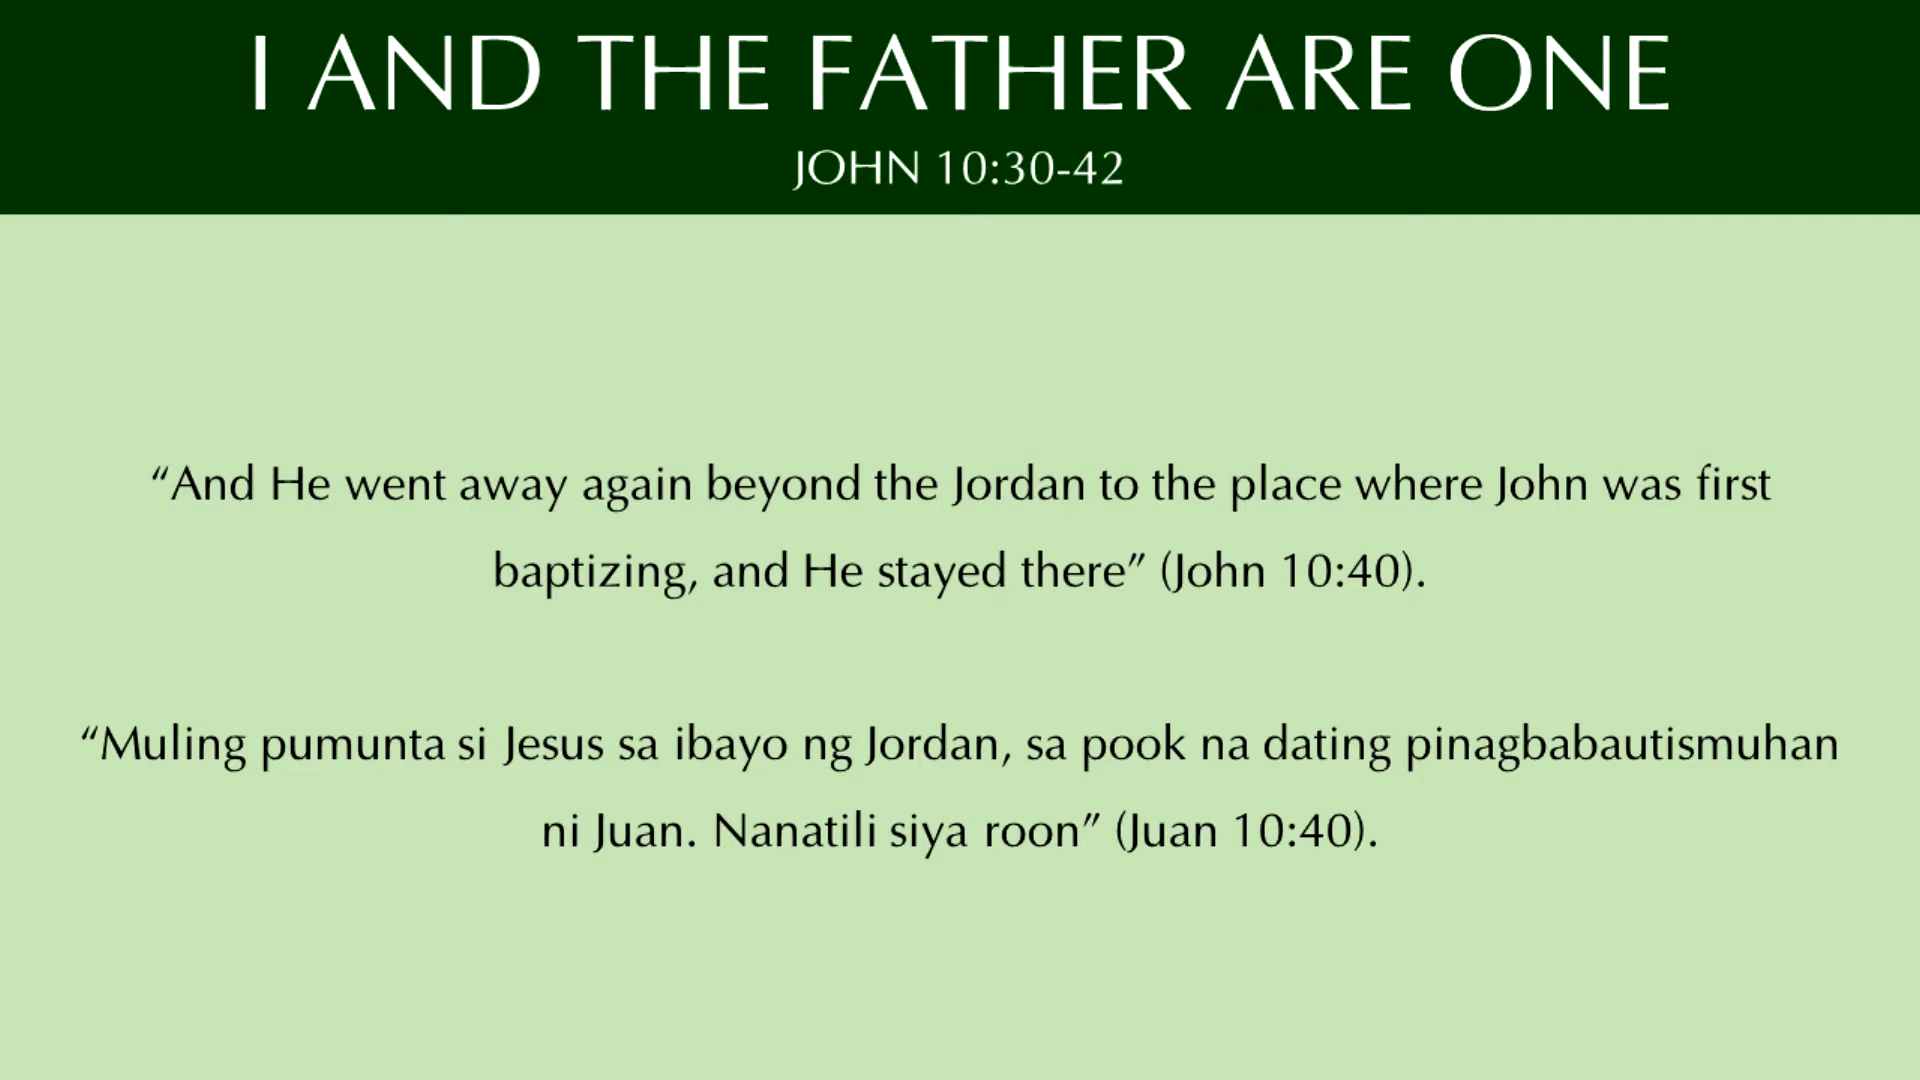 I AND THE FATHER ARE ONE
JOHN 10:30-42
“And He went away again beyond the Jordan to the place where John was first
baptizing, and He stayed there” (John 10:40).
“Muling pumunta si Jesus sa ibayo ng Jordan, sa pook na dating pinagbabautismuhan
ni Juan. Nanatili siya roon” (Juan 10:40).